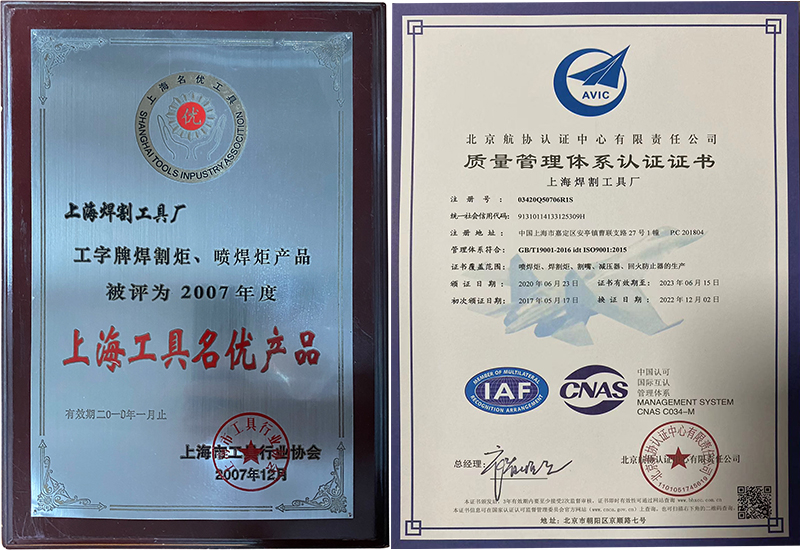 上海名优工具
优
SHANGHAI TOOLS INPUSTRY ASSOCITION
上海焊割工具厂
工字牌焊割炬、喷焊炬产品
被评为2007年度
上海工具名优产品
有效期二〇一〇年一月止
上海市工具行业协会
2007年12月
AVIC
北京航协认证中心有限责任公司
质量管理体系认证证书
上海焊割工具厂
注册号: 03420Q50706R1S
统一社会信用代码: 91310114133125309H
注册地址: 中国上海市嘉定区安亭镇曹联支路27号1幢 PC 201804
管理体系符合: GB/T19001-2016 idt ISO9001:2015
证书覆盖范围: 喷焊炬、焊割炬、割嘴、减压器、回火防止器的生产
颁证日期: 2020年06月23日 证书有效期至: 2023年06月15日
初次颁证日期: 2017年05月17日 换证日期: 2022年12月02日
MEMBER OF MULTILATERAL
IAF
RECOGNITION ARRANGEMENT
CNAS
中国认可
国际互认
管理体系
MANAGEMENT SYSTEM
CNAS C034-M
总经理:
北京航协认证中心有限责任公司
1101051745019
地址: 北京市朝阳区京顺路七号